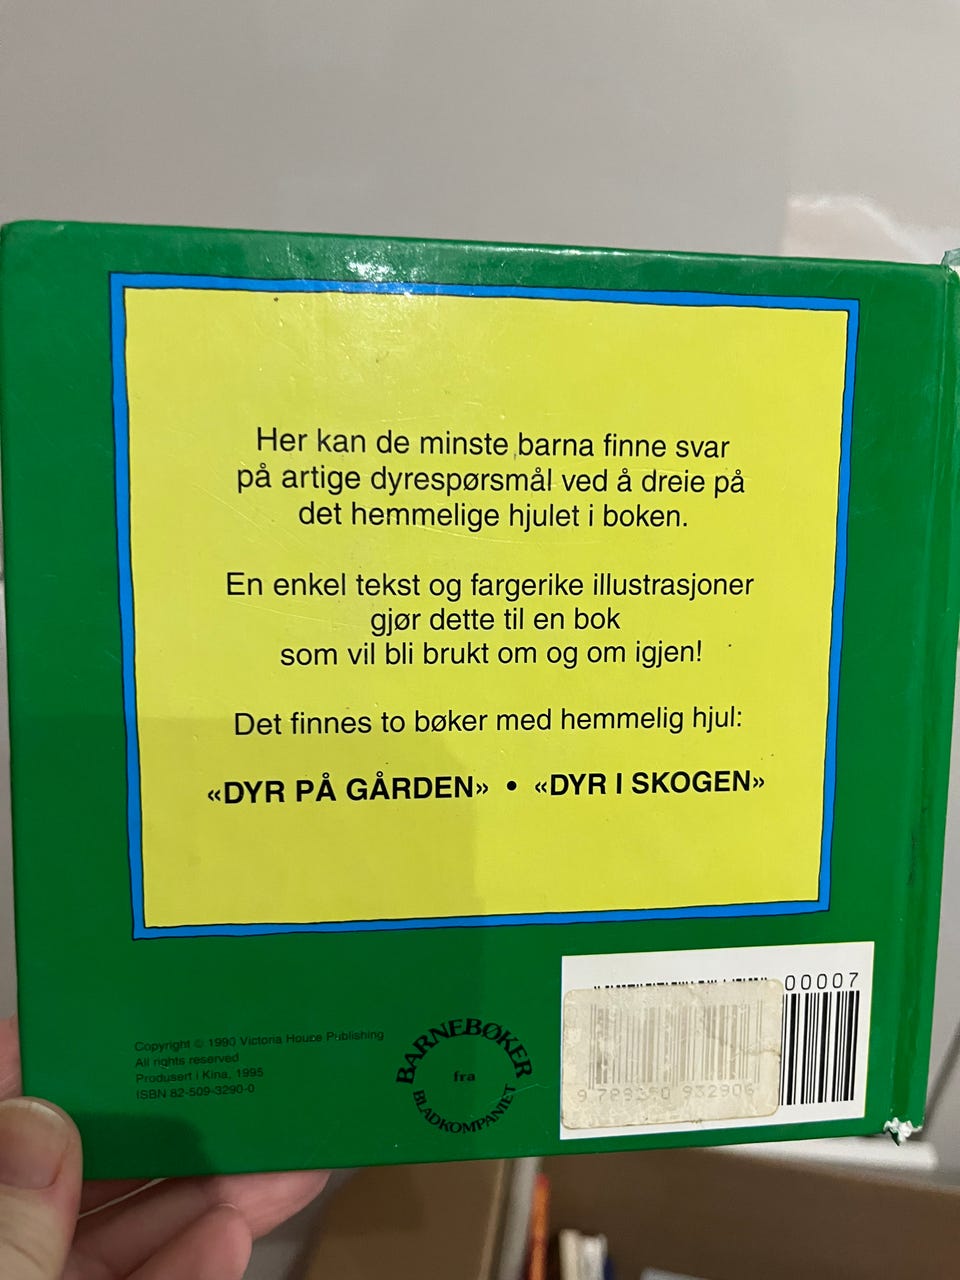 Her kan de minste barna finne svar
på artige dyrespørsmål ved å dreie på
det hemmelige hjulet i boken.
En enkel tekst og fargerike illustrasjoner
gjør dette til en bok
som vil bli brukt om og om igjen!
Det finnes to bøker med hemmelig hjul:
«DYR PÅ GÅRDEN» • «DYR I SKOGEN»
Copyright © 1990 Victoria House Publishing
All rights reserved
Produsert i Kina, 1995
ISBN 82-509-3290-0
BARNEBØKER
fra
BLADKOMPANIET
00007